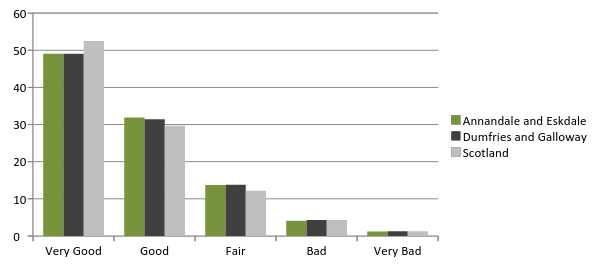 60
50
40
30
20
10
0
Very Good
Good
Fair
Bad
Very Bad
Annandale and Eskdale
Dumfries and Galloway
Scotland